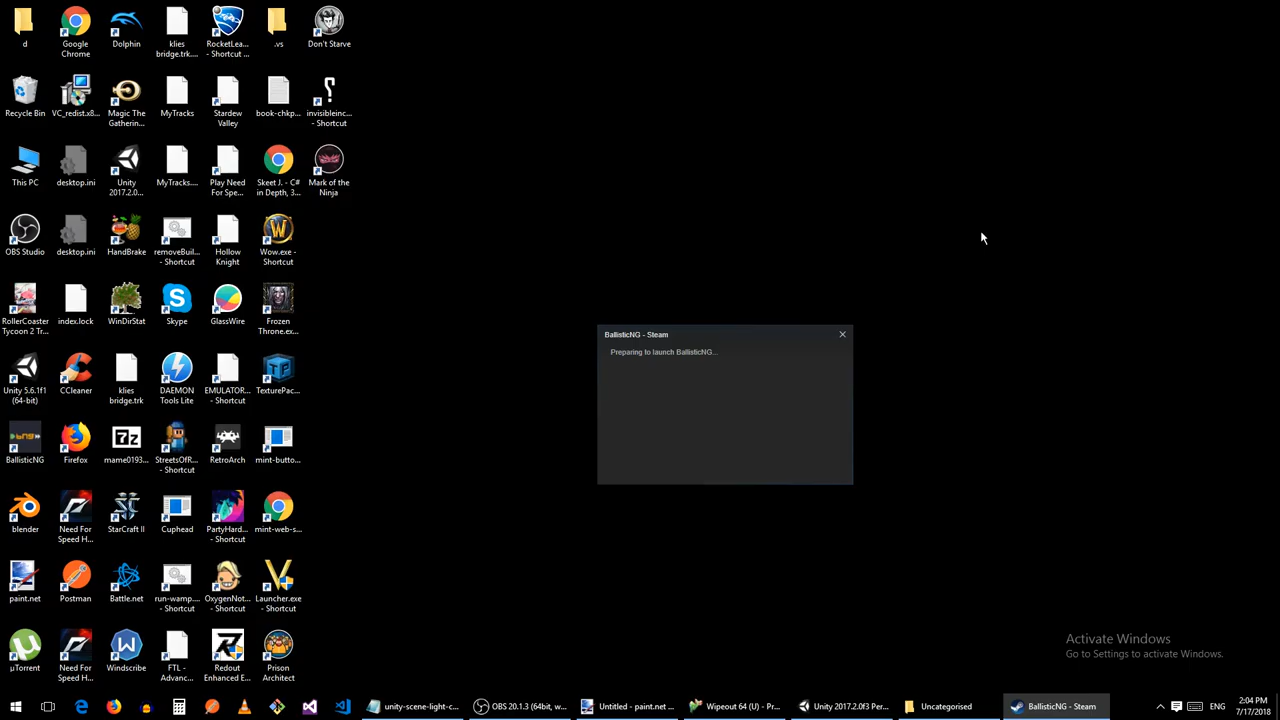 d
Google
Chrome
Dolphin
klies
bridge.trk....
RocketLea...
- Shortcut ...
.vs
Don't Starve
Recycle Bin
VC_redist.x8...
Magic The
Gatherin...
MyTracks
Stardew
Valley
book-chkp...
invisibleinc...
- Shortcut
This PC
desktop.ini
Unity
2017.2.0...
MyTracks....
Play Need
For Spe...
Skeet J. - C#
in Depth, 3...
Mark of the
Ninja
OBS Studio
desktop.ini
HandBrake
removeBuil...
- Shortcut
Hollow
Knight
Wow.exe -
Shortcut
RollerCoaster
Tycoon 2 Tr...
index.lock
WinDirStat
Skype
GlassWire
Frozen
Throne.ex...
BallisticNG - Steam
Preparing to launch BallisticNG...
Unity 5.6.1f1
(64-bit)
CCleaner
klies
bridge.trk
DAEMON
Tools Lite
EMULATOR...
- Shortcut
TexturePac...
BallisticNG
Firefox
mame0193...
StreetsOfR...
- Shortcut
RetroArch
mint-butto...
blender
Need For
Speed H...
StarCraft II
Cuphead
PartyHard...
- Shortcut
mint-web-s...
paint.net
Postman
Battle.net
run-wamp....
- Shortcut
OxygenNot...
- Shortcut
Launcher.exe
- Shortcut
µTorrent
Need For
Speed H...
Windscribe
FTL -
Advanc...
Redout
Enhanced E...
Prison
Architect
Activate Windows
Go to Settings to activate Windows.
unity-scene-light-c...
OBS 20.1.3 (64bit, w...
Untitled - paint.net ...
Wipeout 64 (U) - Pr...
Unity 2017.2.0f3 Per...
Uncategorised
BallisticNG - Steam
ENG
2:04 PM
7/17/2018